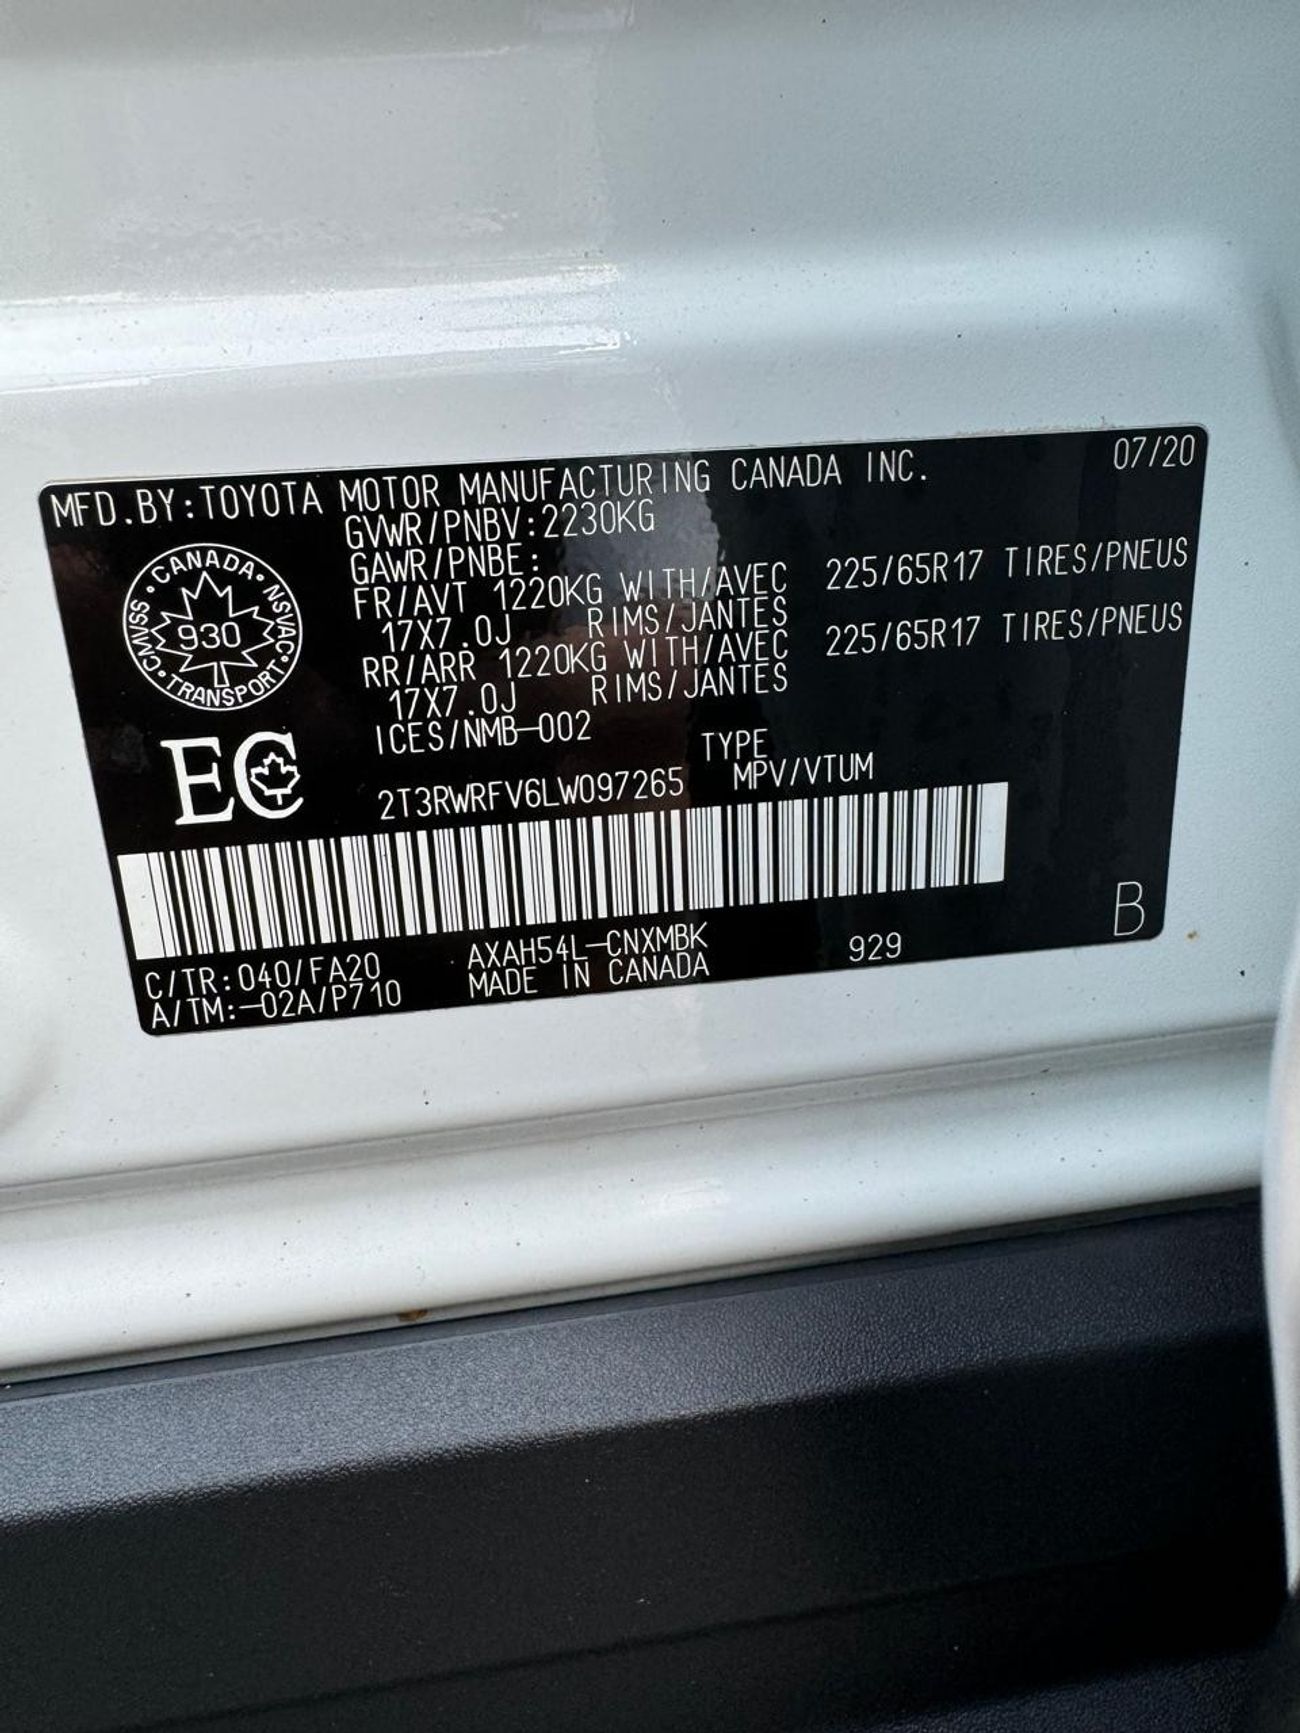 MFD.BY:TOYOTA MOTOR MANUFACTURING CANADA INC. 07/20
GVWR/PNBV:2230KG
GAWR/PNBE:
FR/AVT 1220KG WITH/AVEC 225/65R17 TIRES/PNEUS
17X7.0J RIMS/JANTES
RR/ARR 1220KG WITH/AVEC 225/65R17 TIRES/PNEUS
17X7.0J RIMS/JANTES
ICES/NMB-002
CANADA
CMVSS 930 NSVAC
TRANSPORT
EC
TYPE
2T3RWRFV6LW097265 MPV/VTUM
C/TR:040/FA20 AXAH54L-CNXMBK 929 B
A/TM:-02A/P710 MADE IN CANADA